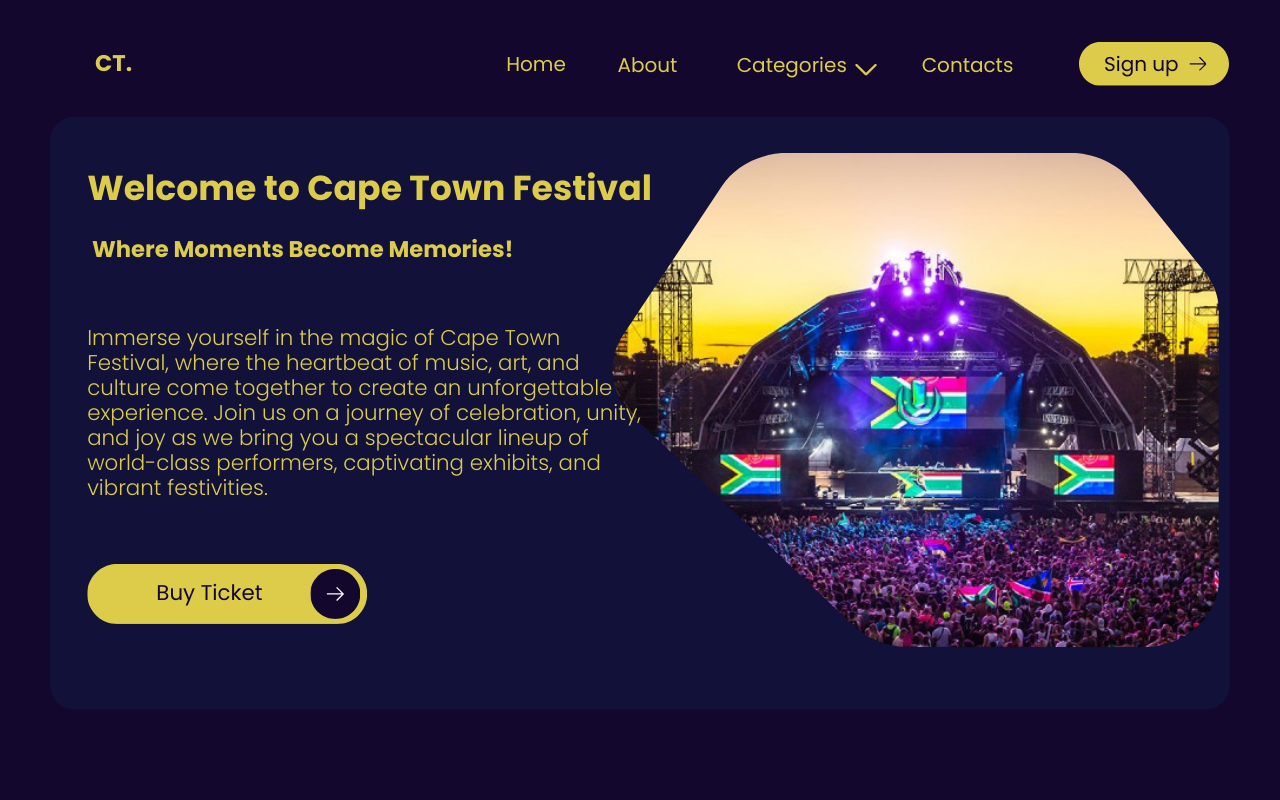 CT.
Home
About
Categories
Contacts
Sign up
Welcome to Cape Town Festival
Where Moments Become Memories!
Immerse yourself in the magic of Cape Town
Festival, where the heartbeat of music, art, and
culture come together to create an unforgettable
experience. Join us on a journey of celebration, unity,
and joy as we bring you a spectacular lineup of
world-class performers, captivating exhibits, and
vibrant festivities.
Buy Ticket